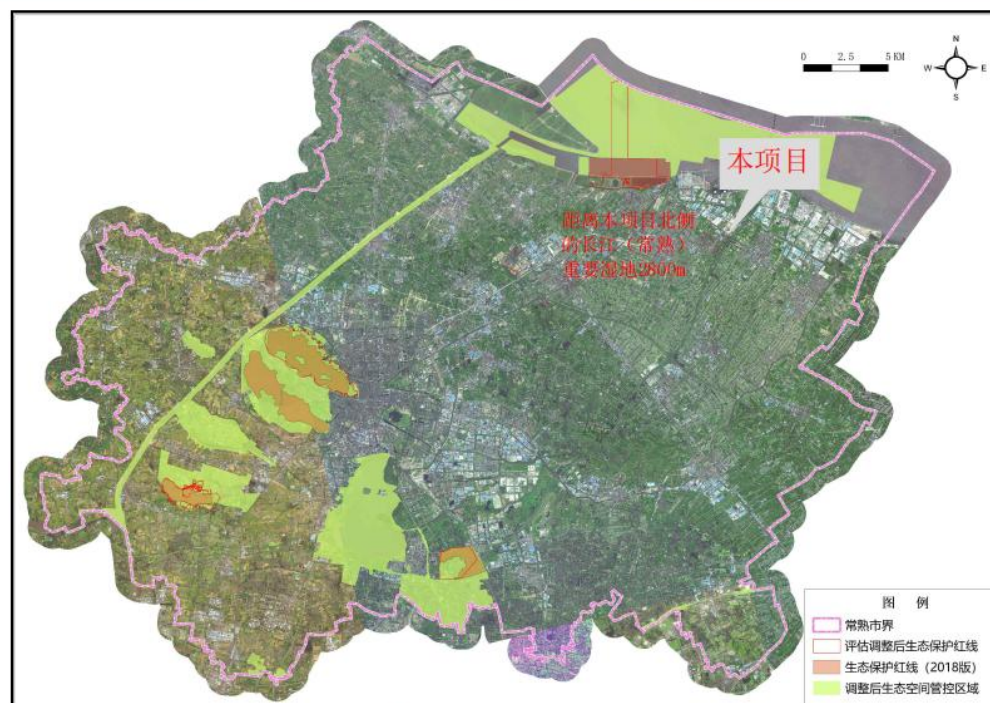 0 2.5 5 KM
N
W E
S
本项目
距离本项目北侧
的长江（常熟）
重要湿地2800m
图 例
常熟市界
评估调整后生态保护红线
生态保护红线（2018版）
调整后生态空间管控区域